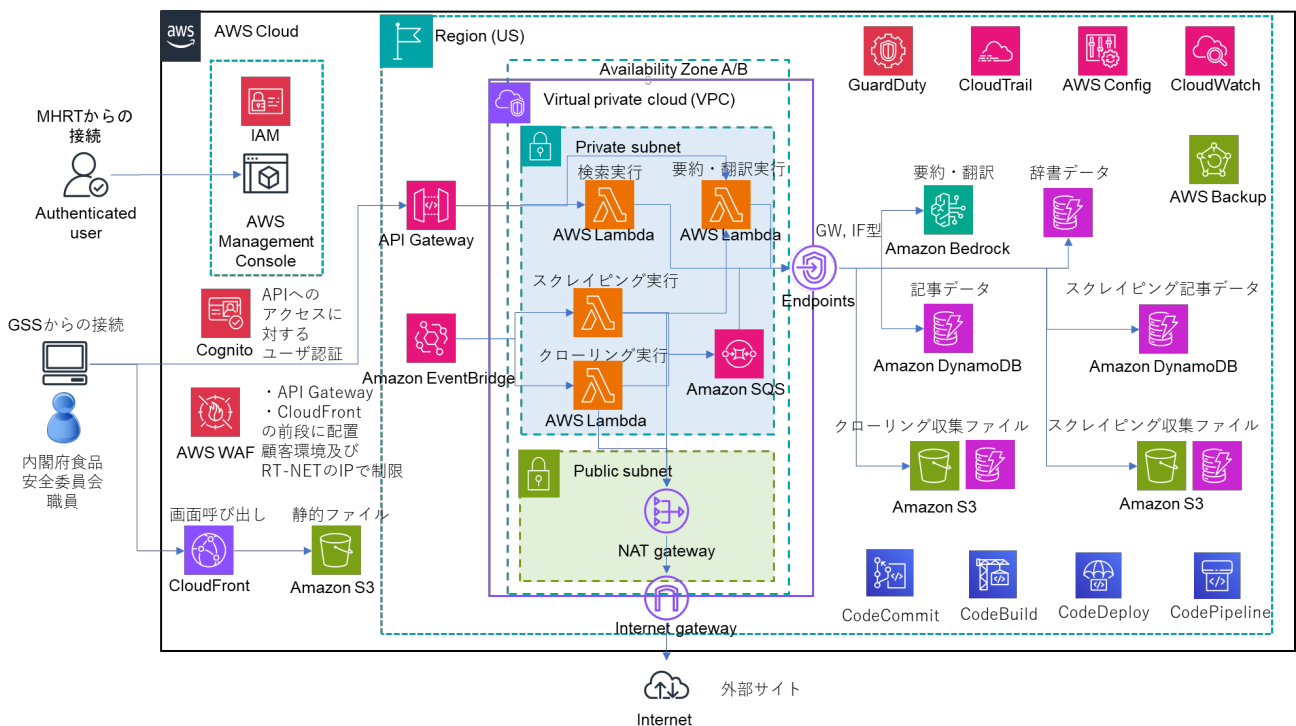 aws
AWS Cloud
Region (US)
Availability Zone A/B
Virtual private cloud (VPC)
Private subnet
GuardDuty
CloudTrail
AWS Config
CloudWatch
AWS Backup
MHRTからの
接続
Authenticated
user
IAM
AWS
Management
Console
検索実行
AWS Lambda
要約・翻訳実行
AWS Lambda
API Gateway
スクレイピング実行
クローリング実行
AWS Lambda
Amazon EventBridge
Amazon SQS
GW, IF型
Endpoints
要約・翻訳
Amazon Bedrock
辞書データ
記事データ
Amazon DynamoDB
スクレイピング記事データ
Amazon DynamoDB
クローリング収集ファイル
Amazon S3
スクレイピング収集ファイル
Amazon S3
GSSからの接続
内閣府食品
安全委員会
職員
Cognito
APIへの
アクセスに
対する
ユーザ認証
AWS WAF
・API Gateway
・CloudFront
の前段に配置
顧客環境及び
RT-NETのIPで制限
画面呼び出し
CloudFront
静的ファイル
Amazon S3
Public subnet
NAT gateway
Internet gateway
CodeCommit
CodeBuild
CodeDeploy
CodePipeline
外部サイト
Internet